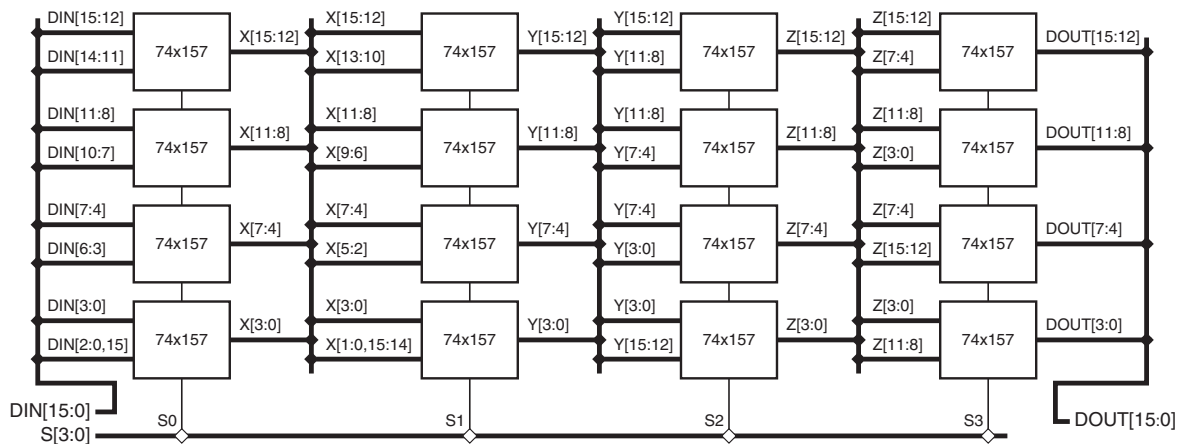 DIN[15:12] X[15:12] Y[15:12] Z[15:12]
74x157 X[15:12] 74x157 Y[15:12] 74x157 Z[15:12] 74x157 DOUT[15:12]
DIN[14:11] X[13:10] Y[11:8] Z[7:4]
DIN[11:8] X[11:8] Y[11:8] Z[11:8]
74x157 X[11:8] 74x157 Y[11:8] 74x157 Z[11:8] 74x157 DOUT[11:8]
DIN[10:7] X[9:6] Y[7:4] Z[3:0]
DIN[7:4] X[7:4] Y[7:4] Z[7:4]
74x157 X[7:4] 74x157 Y[7:4] 74x157 Z[7:4] 74x157 DOUT[7:4]
DIN[6:3] X[5:2] Y[3:0] Z[15:12]
DIN[3:0] X[3:0] Y[3:0] Z[3:0]
74x157 X[3:0] 74x157 Y[3:0] 74x157 Z[3:0] 74x157 DOUT[3:0]
DIN[2:0,15] X[1:0,15:14] Y[15:12] Z[11:8]
DIN[15:0] S0 S1 S2 S3 DOUT[15:0]
S[3:0]